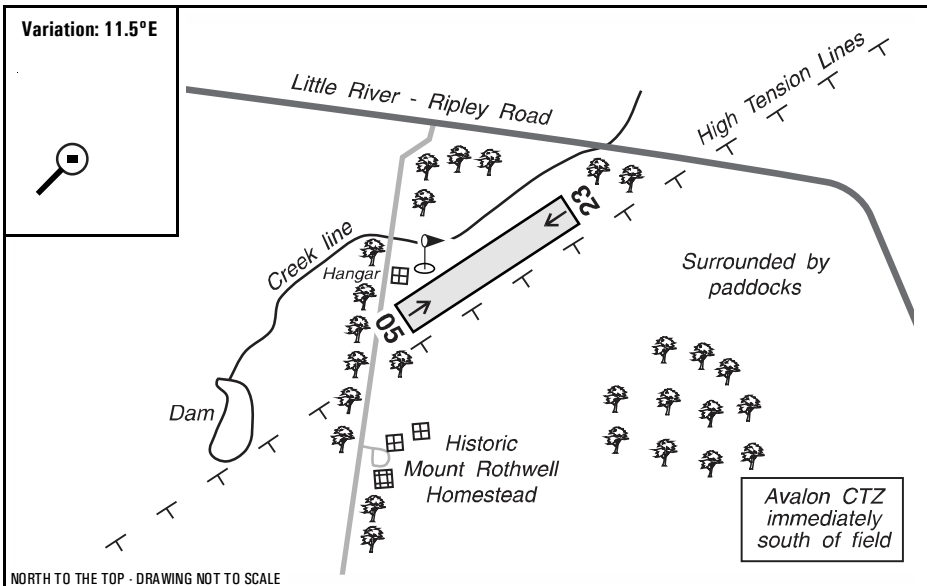 Variation: 11.5°E
Little River - Ripley Road
High Tension Lines
23
Creek line
Hangar
Surrounded by
paddocks
05
Dam
Historic
Mount Rothwell
Homestead
Avalon CTZ
immediately
south of field
NORTH TO THE TOP - DRAWING NOT TO SCALE